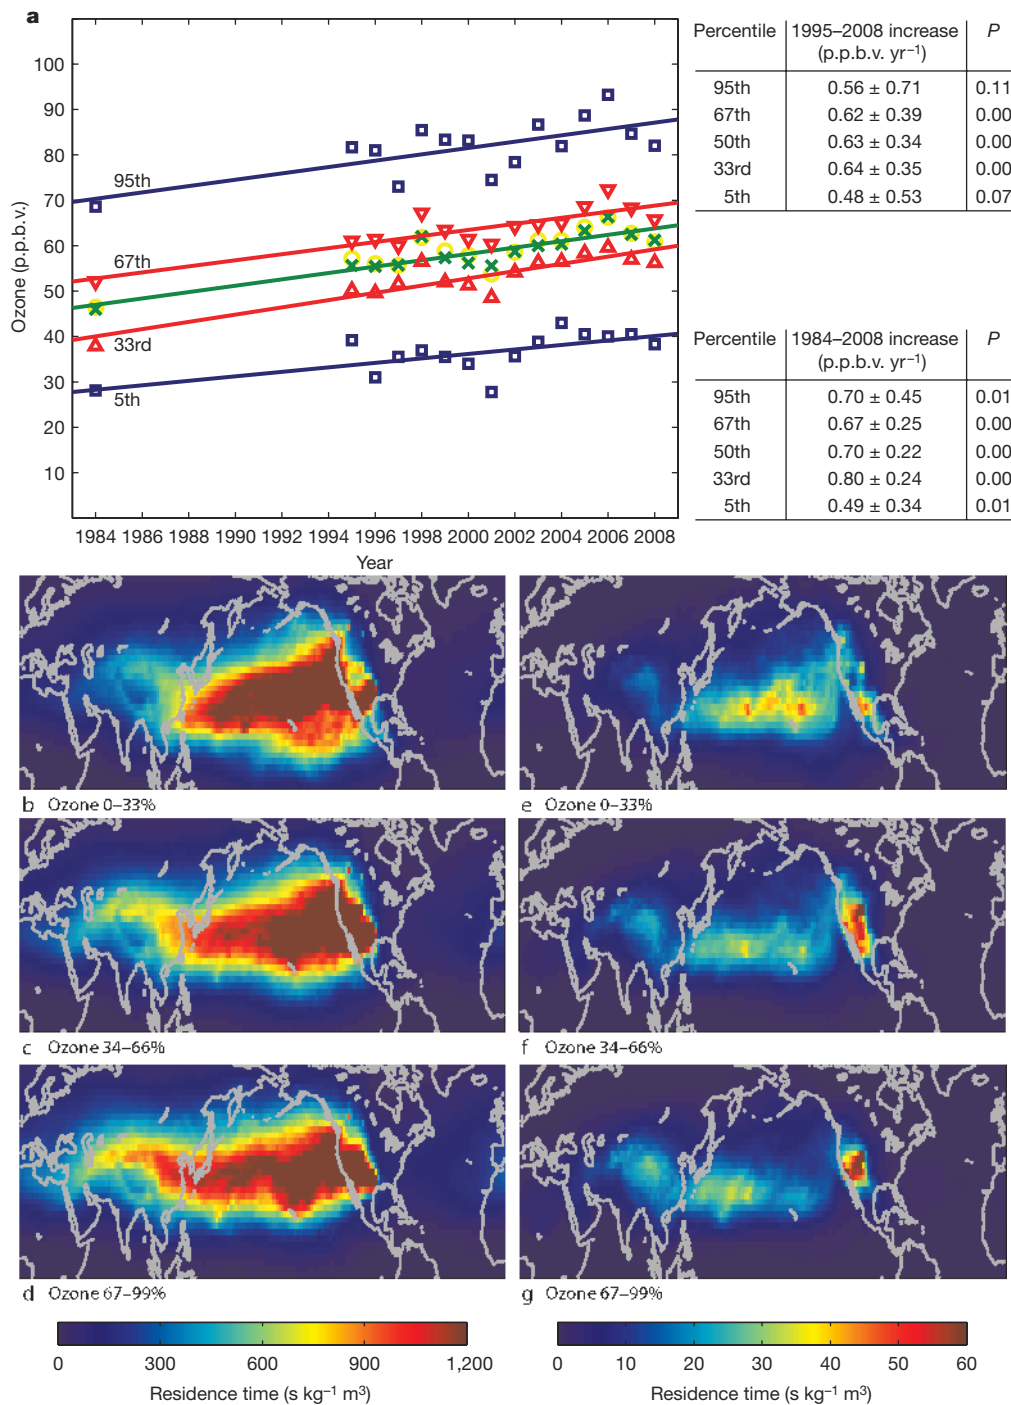 a
Ozone (p.p.b.v.)
100
90
80
70
60
50
40
30
20
10
95th
67th
33rd
5th
1984 1986 1988 1990 1992 1994 1996 1998 2000 2002 2004 2006 2008
Year
Percentile 1995–2008 increase (p.p.b.v. yr⁻¹) P
95th 0.56 ± 0.71 0.11
67th 0.62 ± 0.39 0.00
50th 0.63 ± 0.34 0.00
33rd 0.64 ± 0.35 0.00
5th 0.48 ± 0.53 0.07
Percentile 1984–2008 increase (p.p.b.v. yr⁻¹) P
95th 0.70 ± 0.45 0.01
67th 0.67 ± 0.25 0.00
50th 0.70 ± 0.22 0.00
33rd 0.80 ± 0.24 0.00
5th 0.49 ± 0.34 0.01
b Ozone 0–33%
e Ozone 0–33%
c Ozone 34–66%
f Ozone 34–66%
d Ozone 67–99%
g Ozone 67–99%
0 300 600 900 1,200
Residence time (s kg⁻¹ m³)
0 10 20 30 40 50 60
Residence time (s kg⁻¹ m³)